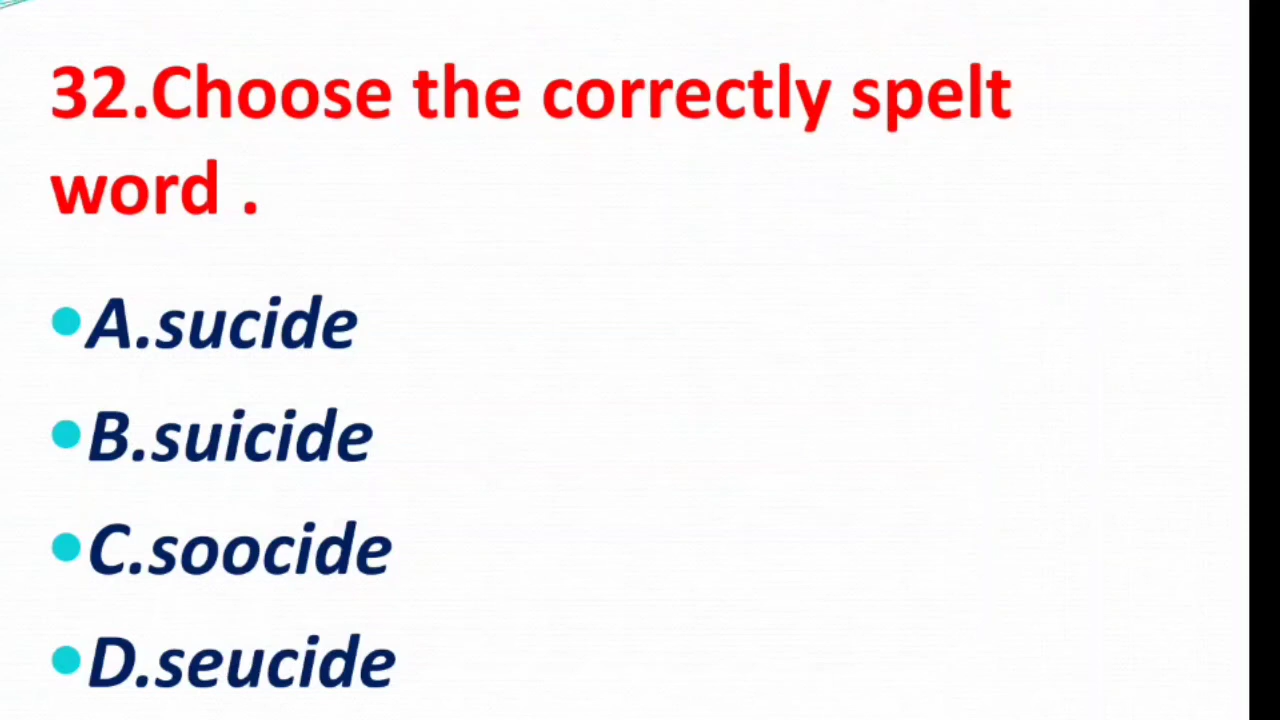 32.Choose the correctly spelt
word .
A.sucide
B.suicide
C.soocide
D.seucide